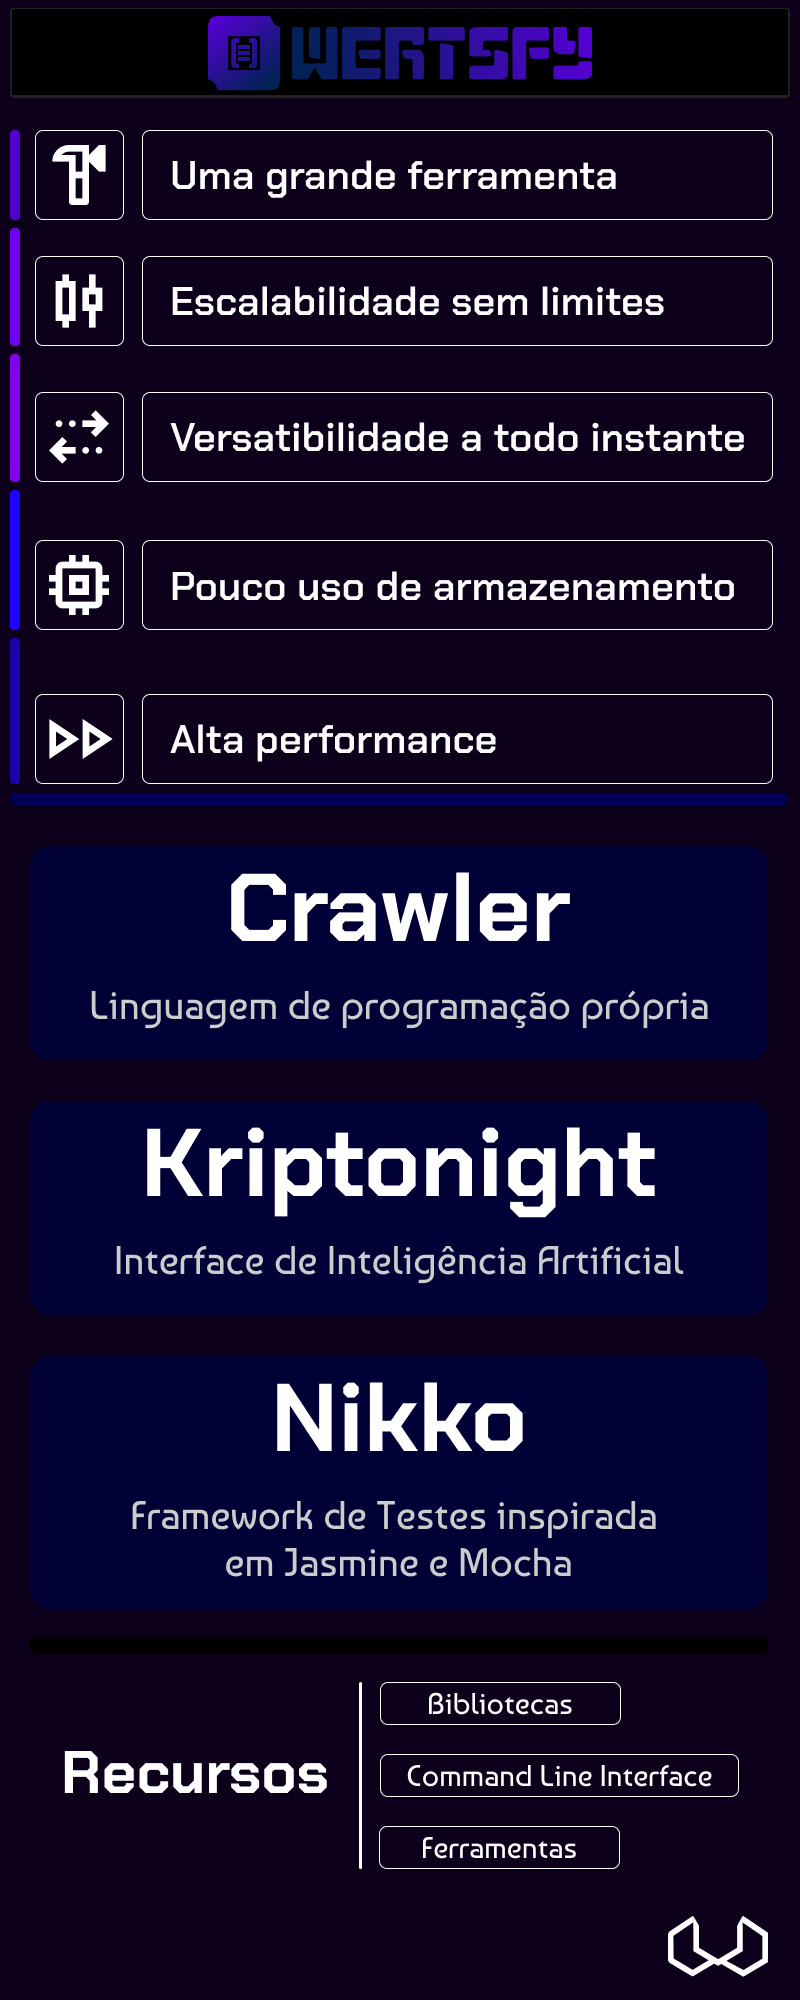 WERTSFY
Uma grande ferramenta
Escalabilidade sem limites
Versatibilidade a todo instante
Pouco uso de armazenamento
Alta performance
Crawler
Linguagem de programação própria
Kriptonight
Interface de Inteligência Artificial
Nikko
Framework de Testes inspirada
em Jasmine e Mocha
Recursos
Bibliotecas
Command Line Interface
Ferramentas